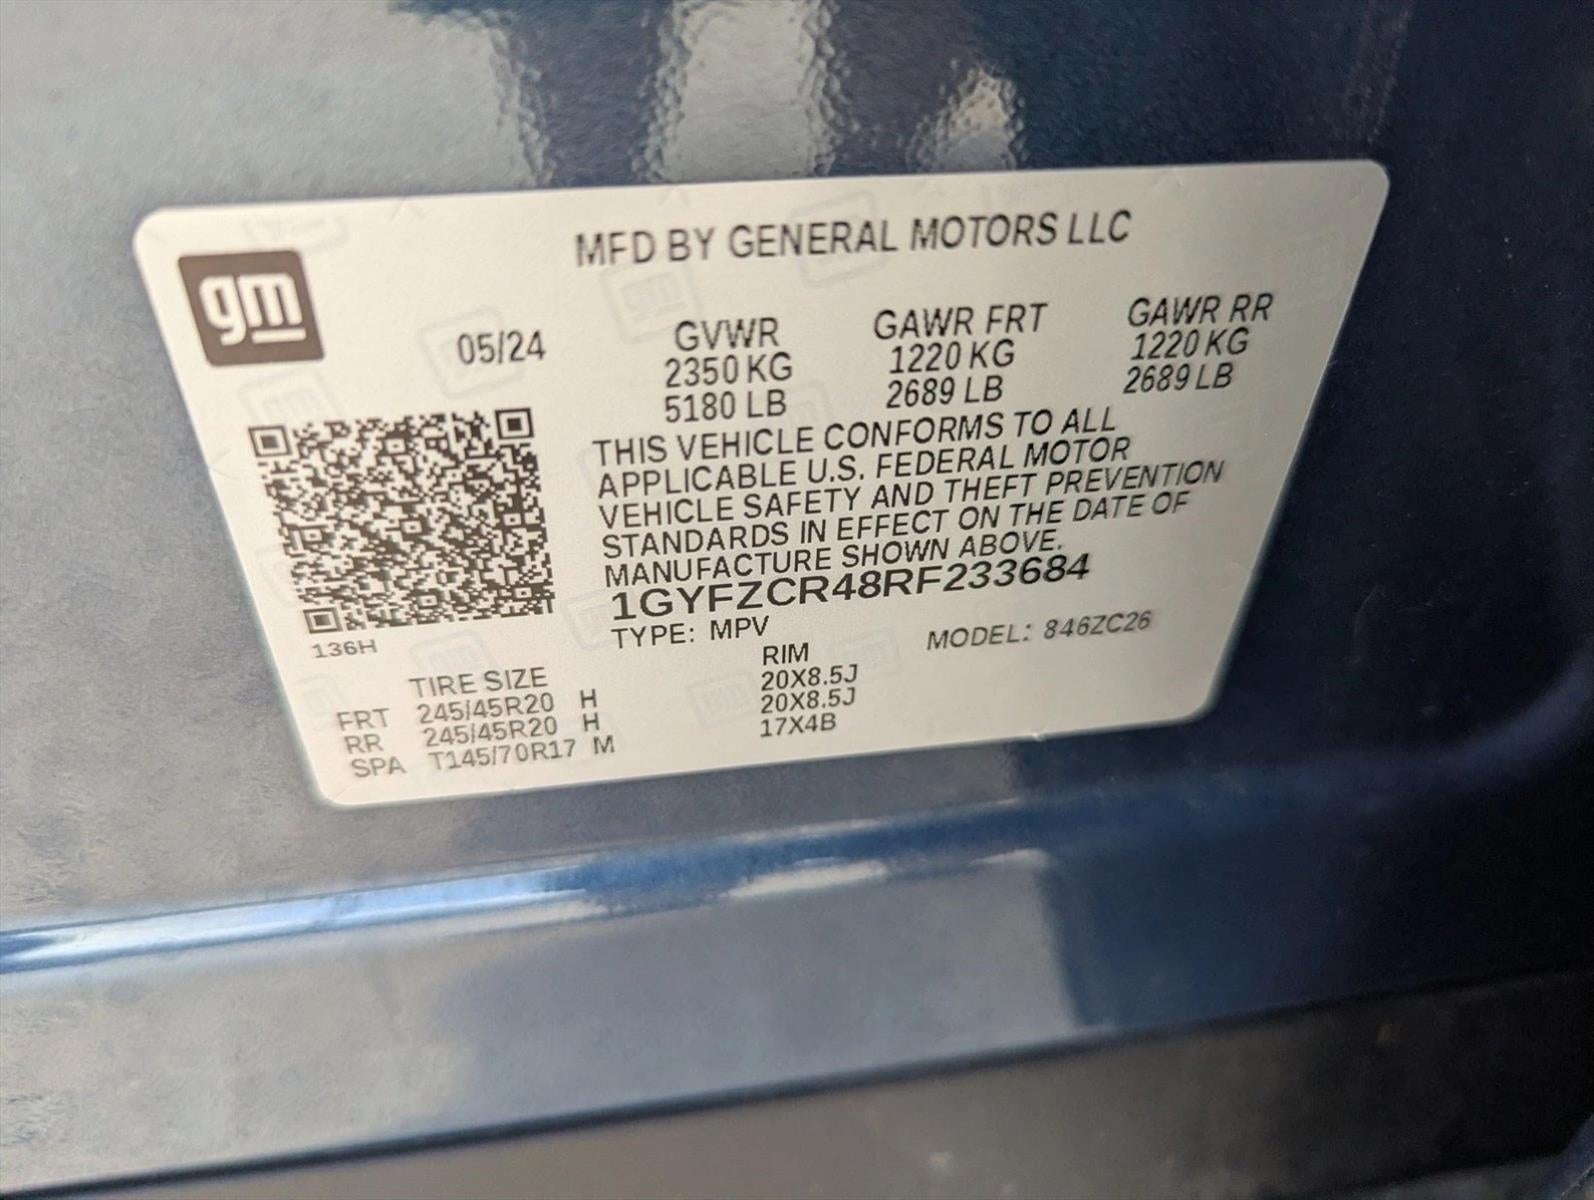 gm
MFD BY GENERAL MOTORS LLC
05/24 GVWR GAWR FRT GAWR RR
2350 KG 1220 KG 1220 KG
5180 LB 2689 LB 2689 LB
THIS VEHICLE CONFORMS TO ALL
APPLICABLE U.S. FEDERAL MOTOR
VEHICLE SAFETY AND THEFT PREVENTION
STANDARDS IN EFFECT ON THE DATE OF
MANUFACTURE SHOWN ABOVE.
1GYFZCR48RF233684
136H
TYPE: MPV MODEL: 846ZC26
TIRE SIZE RIM
FRT 245/45R20 H 20X8.5J
RR 245/45R20 H 20X8.5J
SPA T145/70R17 M 17X4B